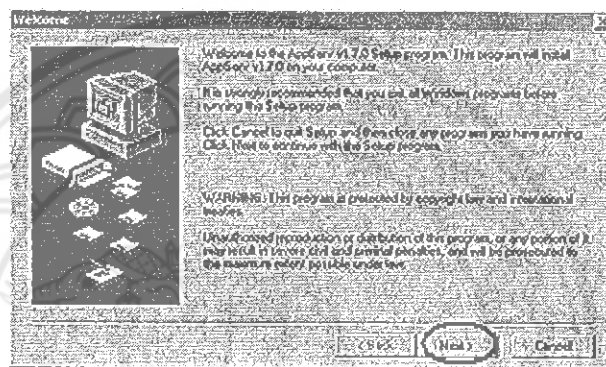 Welcome
Welcome to the AppServ v1.7.0 Setup program. This program will install
AppServ v1.7.0 on your computer.
It is strongly recommended that you exit all Windows programs before
running this Setup program.
Click Cancel to quit Setup and then close any programs you have running.
Click Next to continue with the Setup program.
WARNING: This program is protected by copyright law and international
treaties.
Unauthorized reproduction or distribution of this program, or any portion of it,
may result in severe civil and criminal penalties, and will be prosecuted to
the maximum extent possible under law.
< Back
Next >
Cancel